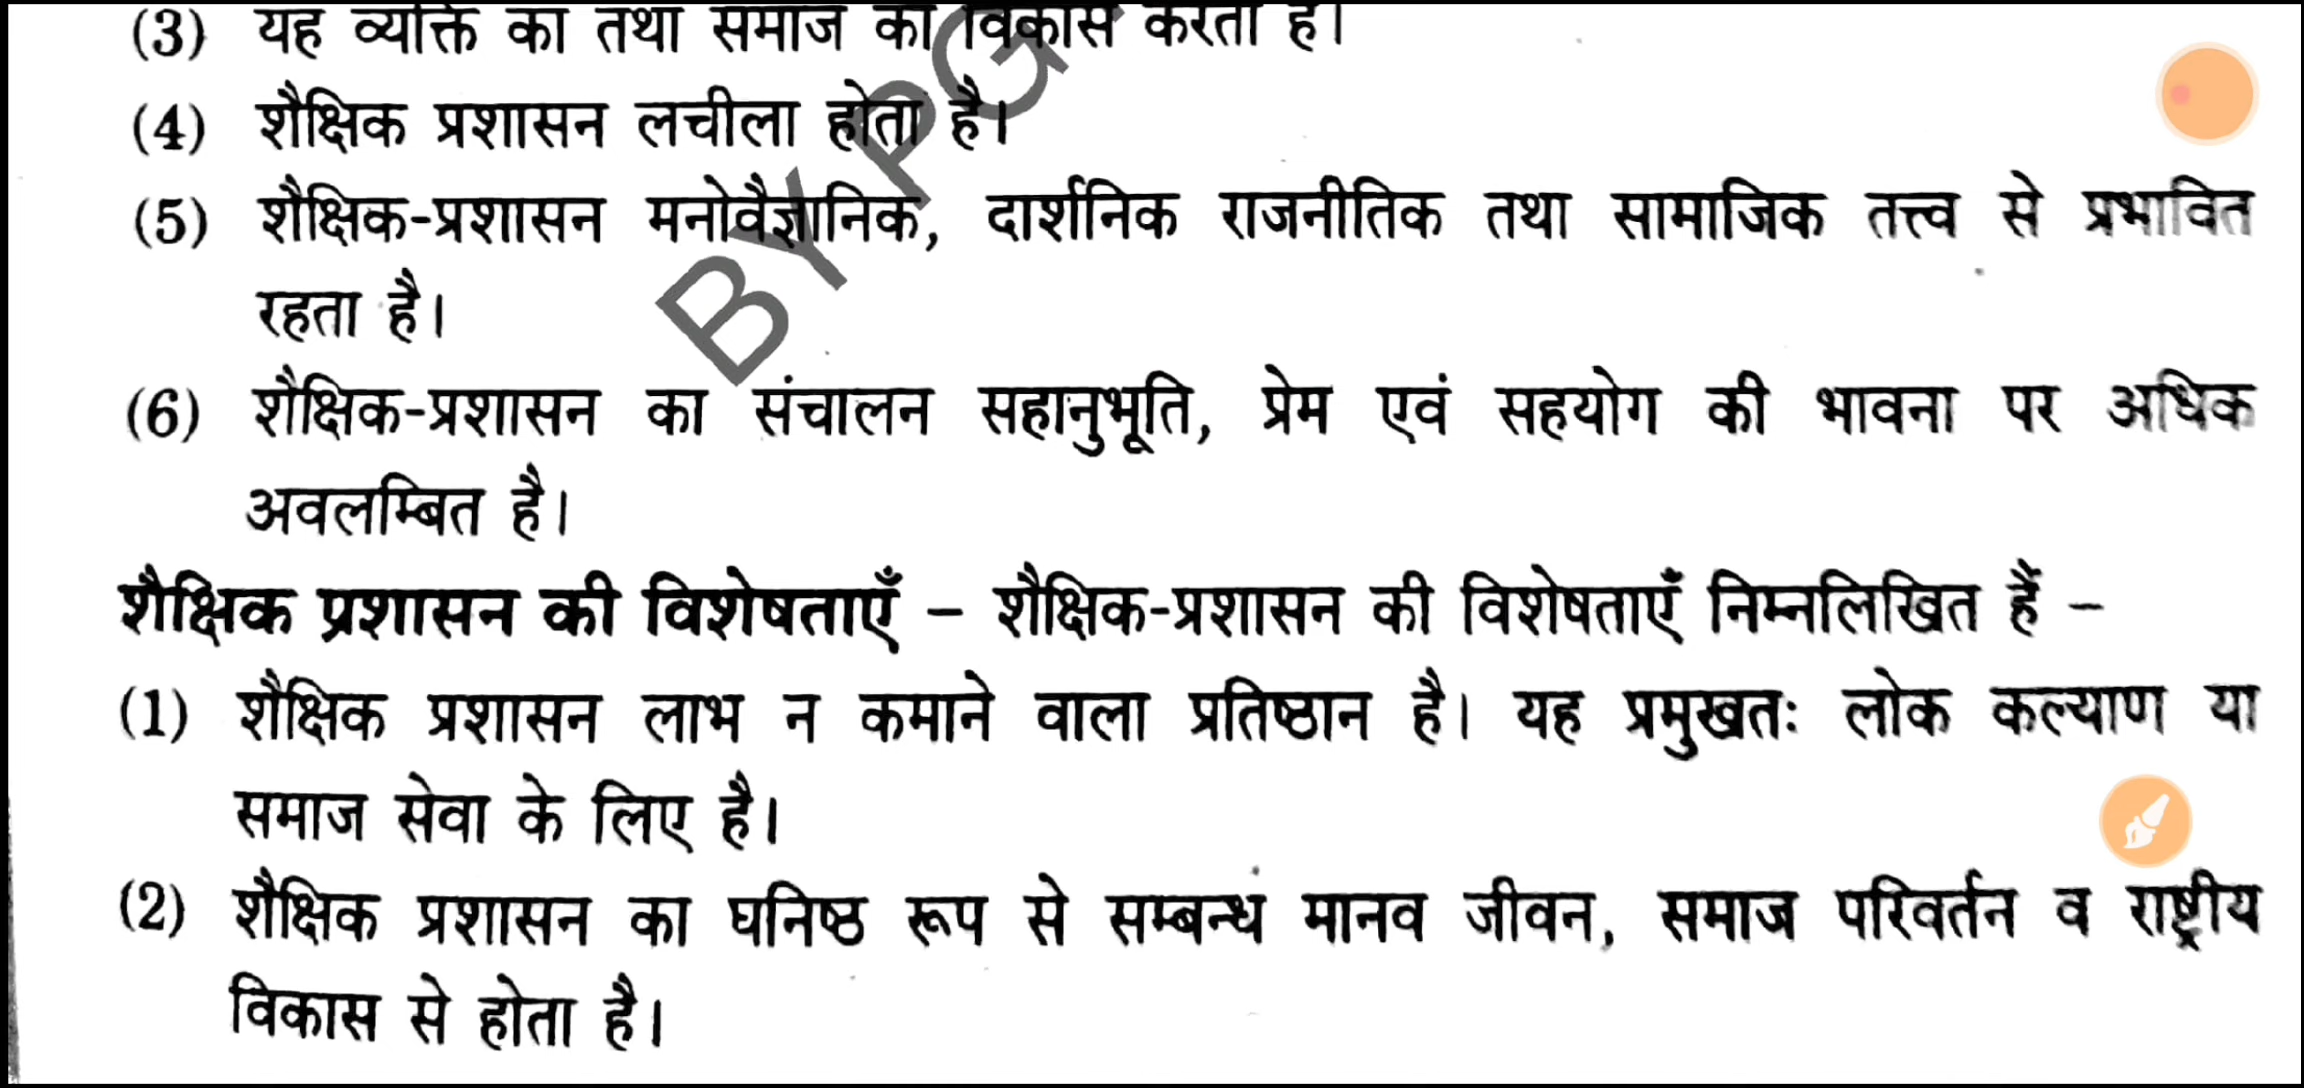 (3) यह व्यक्ति का तथा समाज का विकास करता है।
(4) शैक्षिक प्रशासन लचीला होता है।
(5) शैक्षिक-प्रशासन मनोवैज्ञानिक, दार्शनिक राजनीतिक तथा सामाजिक तत्त्व से प्रभावित
रहता है।
(6) शैक्षिक-प्रशासन का संचालन सहानुभूति, प्रेम एवं सहयोग की भावना पर अधिक
अवलम्बित है।
शैक्षिक प्रशासन की विशेषताएँ – शैक्षिक-प्रशासन की विशेषताएँ निम्नलिखित हैं –
(1) शैक्षिक प्रशासन लाभ न कमाने वाला प्रतिष्ठान है। यह प्रमुखतः लोक कल्याण या
समाज सेवा के लिए है।
(2) शैक्षिक प्रशासन का घनिष्ठ रूप से सम्बन्ध मानव जीवन, समाज परिवर्तन व राष्ट्रीय
विकास से होता है।
BY PG